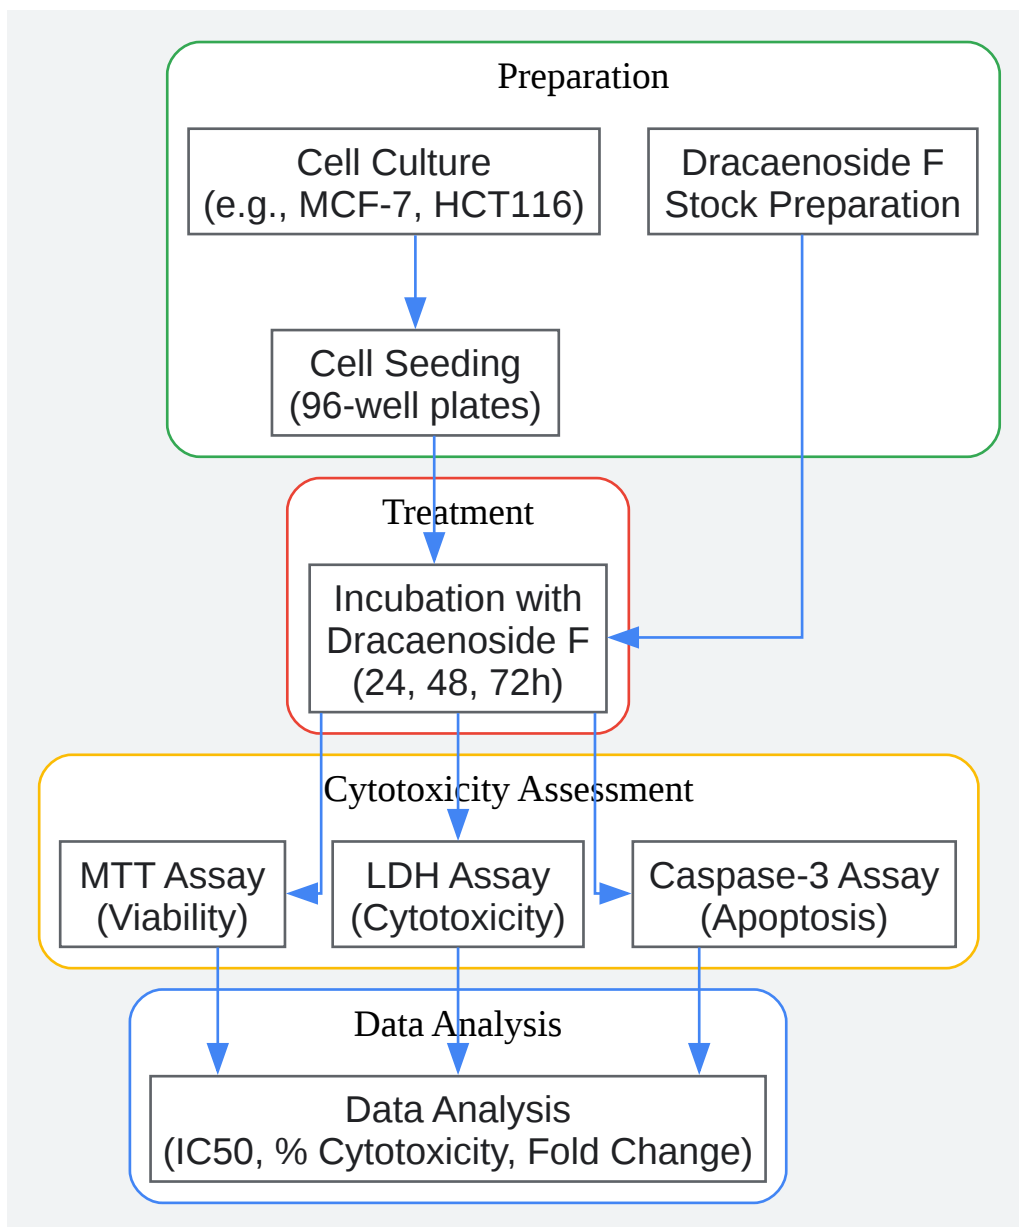 Preparation
Cell Culture
(e.g., MCF-7, HCT116)
Dracaenoside F
Stock Preparation
Cell Seeding
(96-well plates)
Treatment
Incubation with
Dracaenoside F
(24, 48, 72h)
Cytotoxicity Assessment
MTT Assay
(Viability)
LDH Assay
(Cytotoxicity)
Caspase-3 Assay
(Apoptosis)
Data Analysis
Data Analysis
(IC50, % Cytotoxicity, Fold Change)